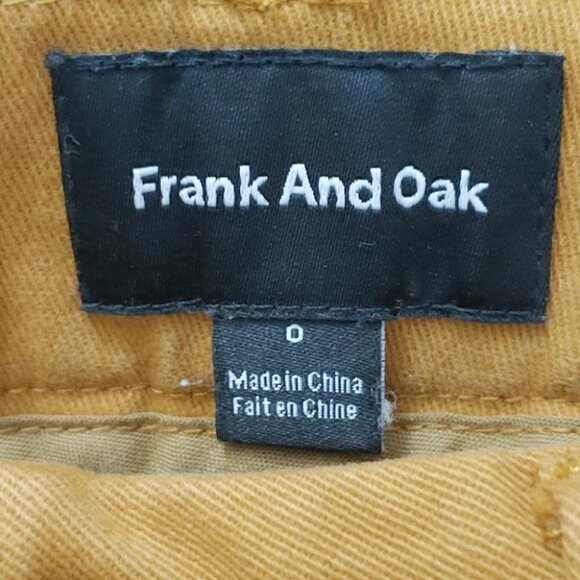 Frank And Oak
0
Made in China
Fait en Chine